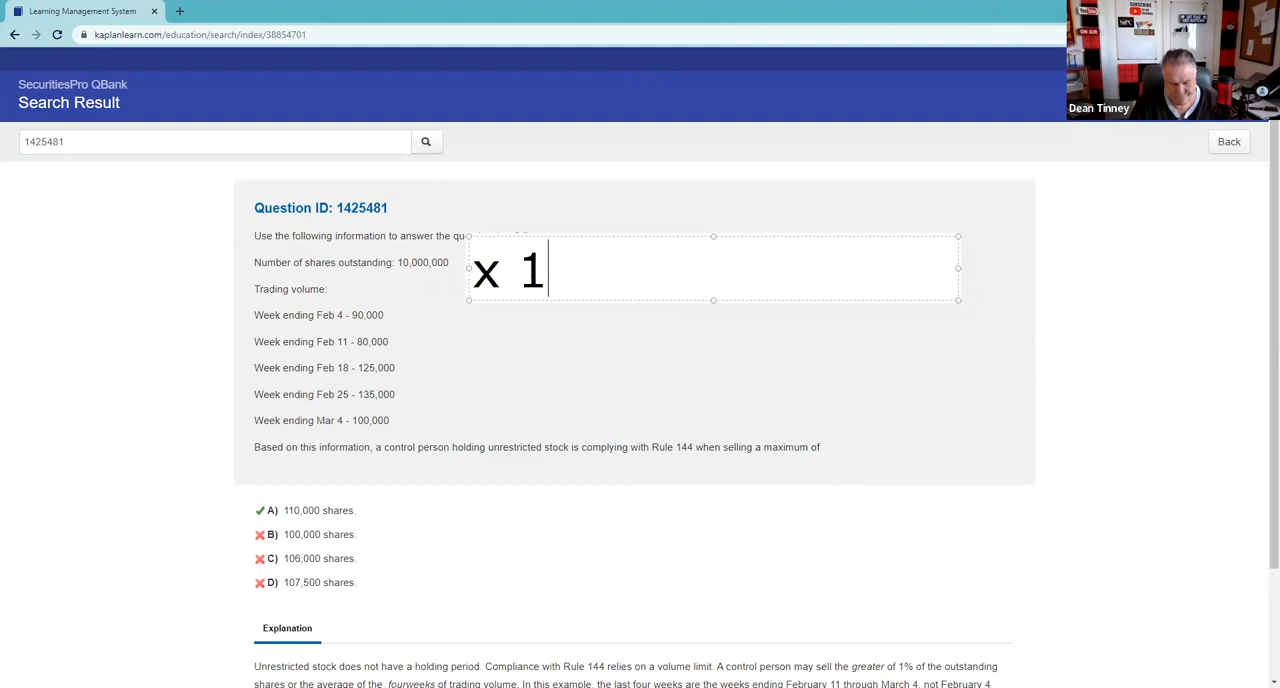 Learning Management System
kaplanlearn.com/education/search/index/38854701
SecuritiesPro QBank
Search Result
Dean Tinney
1425481
Back
Question ID: 1425481
Use the following information to answer the
Number of shares outstanding: 10,000,000
x 1
Trading volume:
Week ending Feb 4 - 90,000
Week ending Feb 11 - 80,000
Week ending Feb 18 - 125,000
Week ending Feb 25 - 135,000
Week ending Mar 4 - 100,000
Based on this information, a control person holding unrestricted stock is complying with Rule 144 when selling a maximum of
A) 110,000 shares.
B) 100,000 shares.
C) 106,000 shares.
D) 107,500 shares.
Explanation
Unrestricted stock does not have a holding period. Compliance with Rule 144 relies on a volume limit. A control person may sell the greater of 1% of the outstanding
shares or the average of the fourweeks of trading volume. In this example, the last four weeks are the weeks ending February 11 through March 4, not February 4